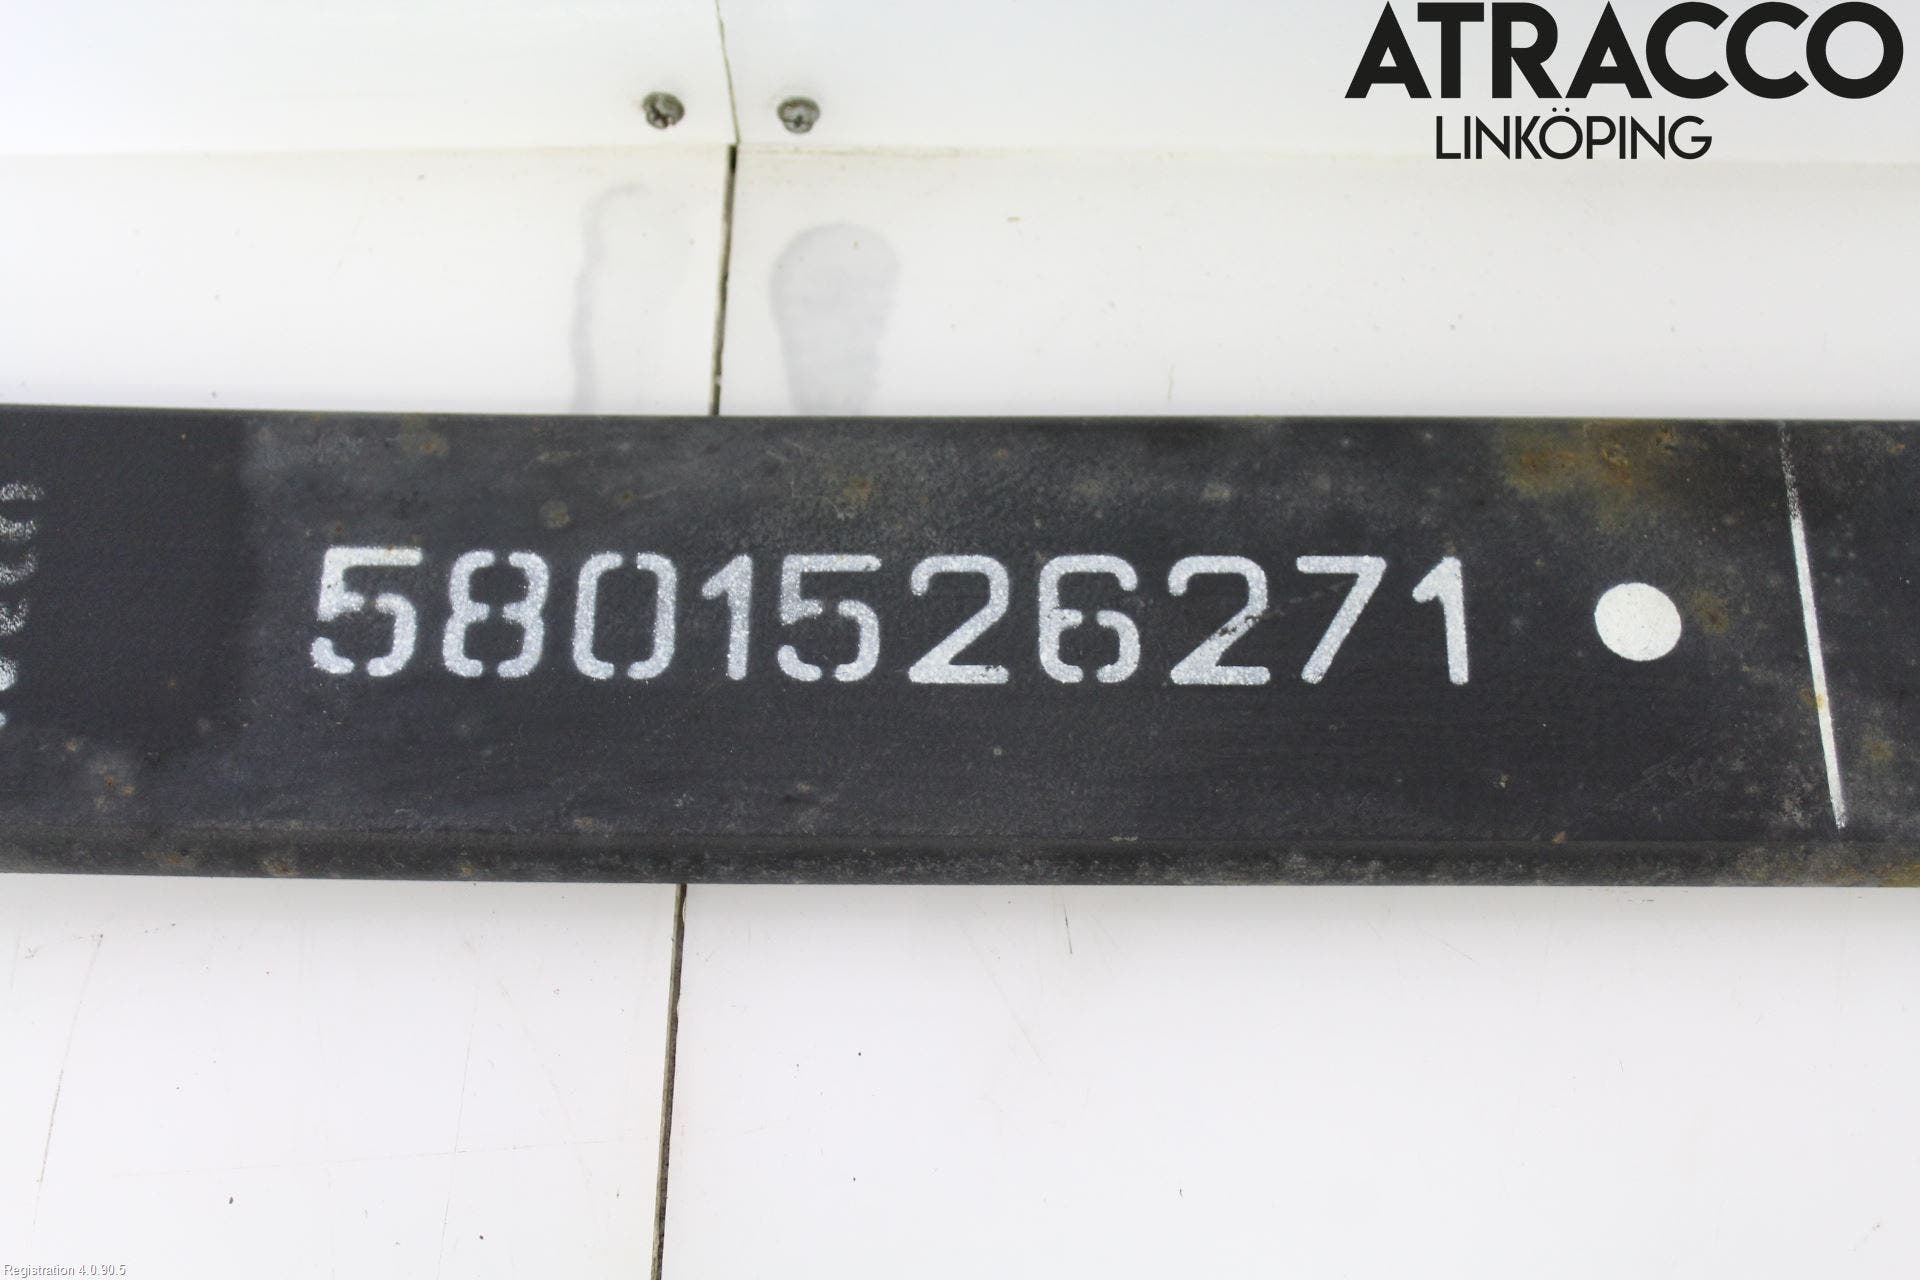 ATRACCO
LINKÖPING
5801526271
Registration 4.0.90.5